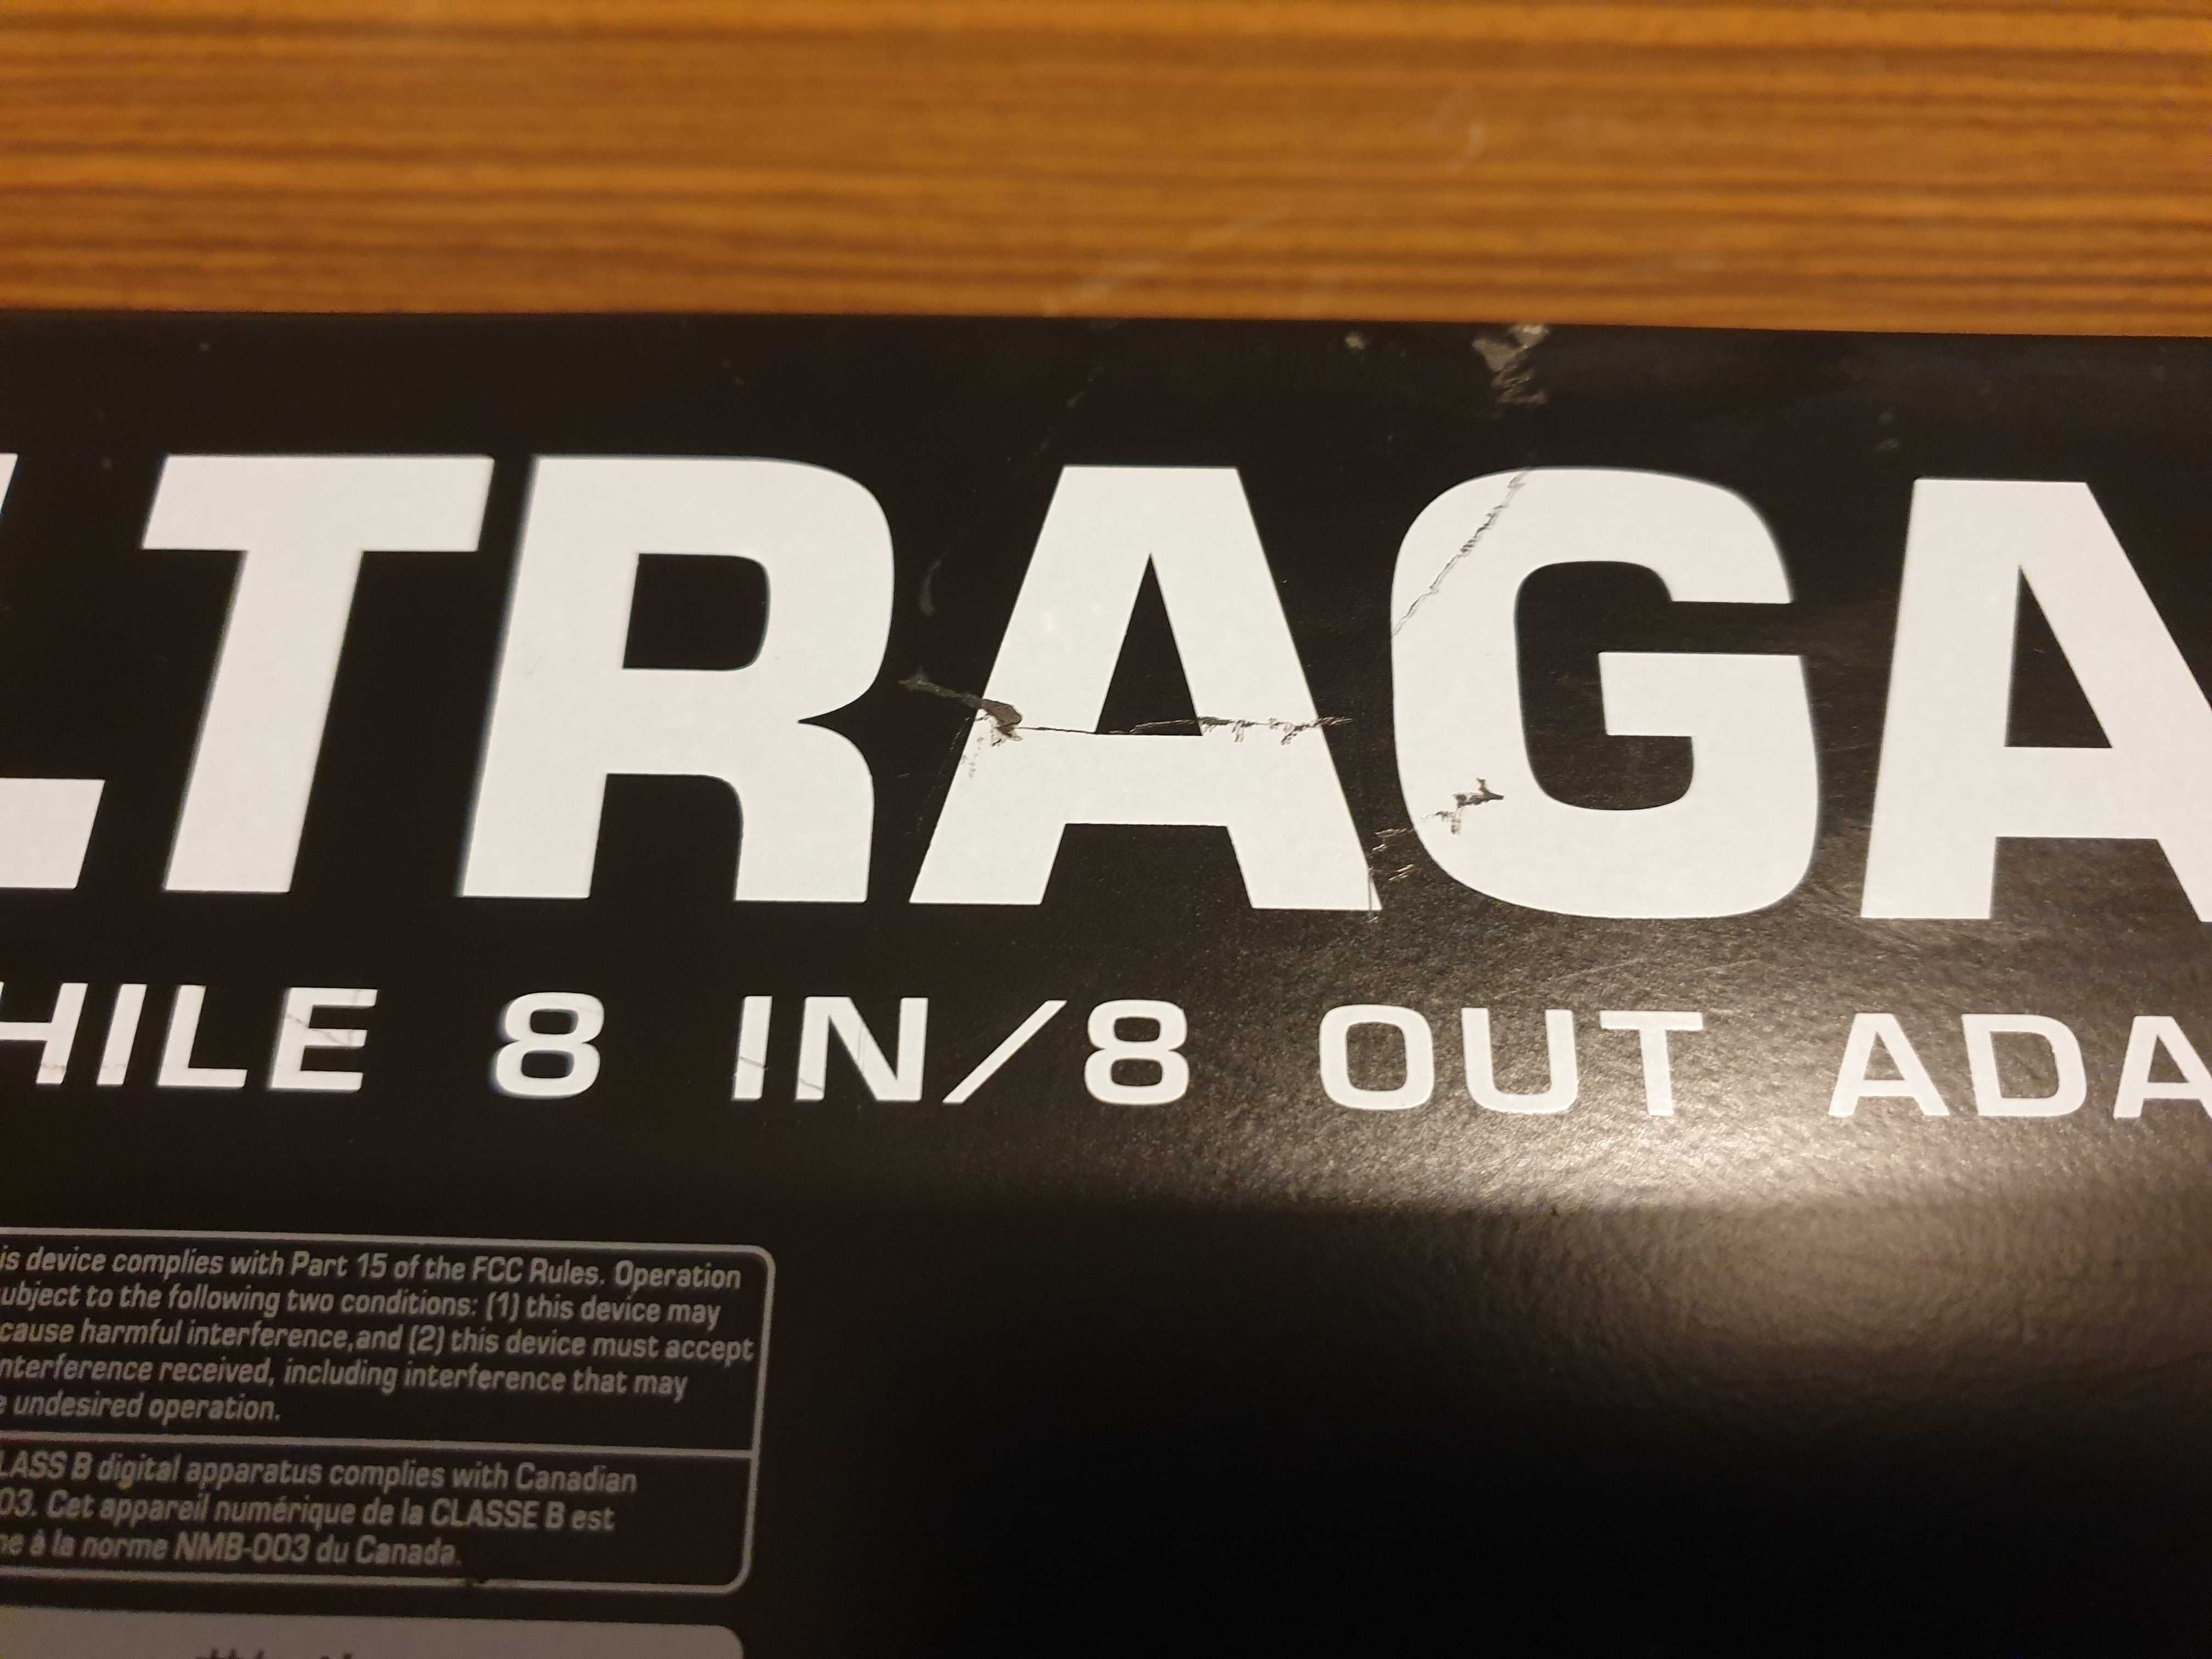 LTRAGA
HILE 8 IN/8 OUT ADA
is device complies with Part 15 of the FCC Rules. Operation
ubject to the following two conditions: (1) this device may
cause harmful interference,and (2) this device must accept
nterference received, including interference that may
e undesired operation.
LASS B digital apparatus complies with Canadian
03. Cet appareil numérique de la CLASSE B est
ne à la norme NMB-003 du Canada.